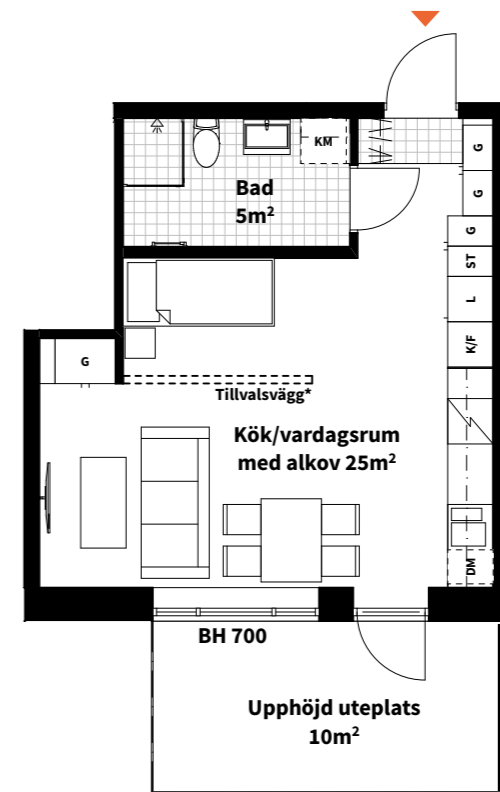 KM
G
Bad
5m²
G
G
ST
L
K/F
G
Tillvalsvägg*
Kök/vardagsrum
med alkov 25m²
DM
BH 700
Upphöjd uteplats
10m²